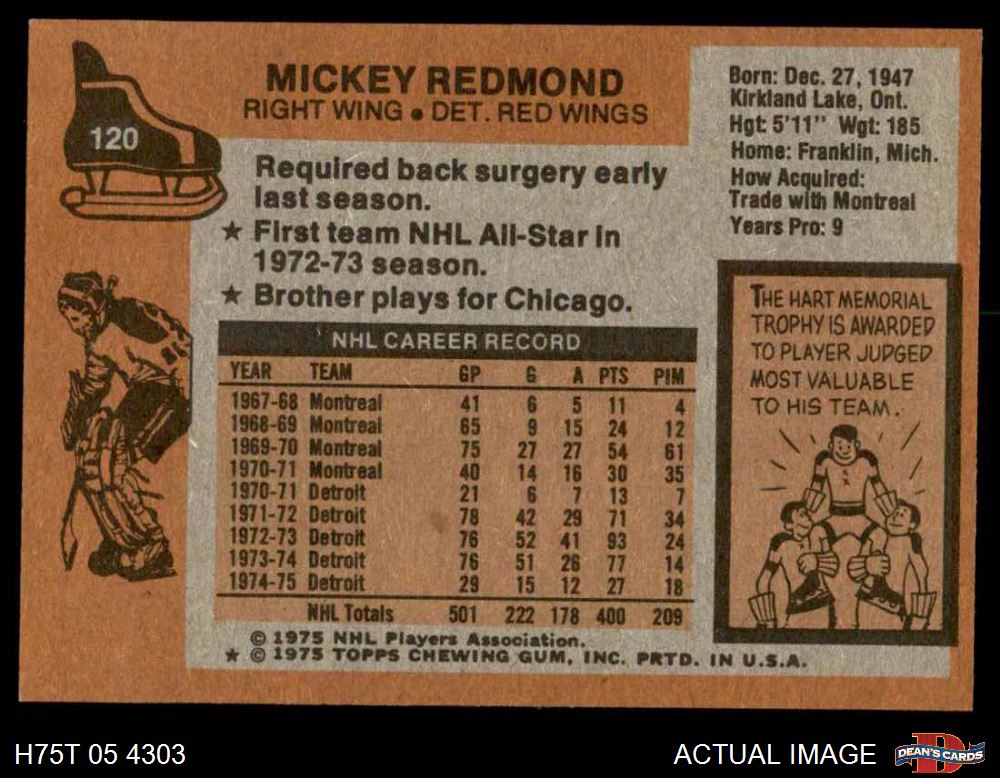 120
MICKEY REDMOND
RIGHT WING • DET. RED WINGS
Required back surgery early
last season.
★ First team NHL All-Star in
1972-73 season.
★ Brother plays for Chicago.
Born: Dec. 27, 1947
Kirkland Lake, Ont.
Hgt: 5'11" Wgt: 185
Home: Franklin, Mich.
How Acquired:
Trade with Montreal
Years Pro: 9
NHL CAREER RECORD
YEAR TEAM GP G A PTS PIM
1967-68 Montreal 41 6 5 11 4
1968-69 Montreal 65 9 15 24 12
1969-70 Montreal 75 27 27 54 61
1970-71 Montreal 40 14 16 30 35
1970-71 Detroit 21 6 7 13 7
1971-72 Detroit 78 42 29 71 34
1972-73 Detroit 76 52 41 93 24
1973-74 Detroit 76 51 26 77 14
1974-75 Detroit 29 15 12 27 18
NHL Totals 501 222 178 400 209
© 1975 NHL Players Association.
★ © 1975 TOPPS CHEWING GUM, INC. PRTD. IN U.S.A.
THE HART MEMORIAL
TROPHY IS AWARDED
TO PLAYER JUDGED
MOST VALUABLE
TO HIS TEAM.
H75T 05 4303
ACTUAL IMAGE
DEAN'S CARDS